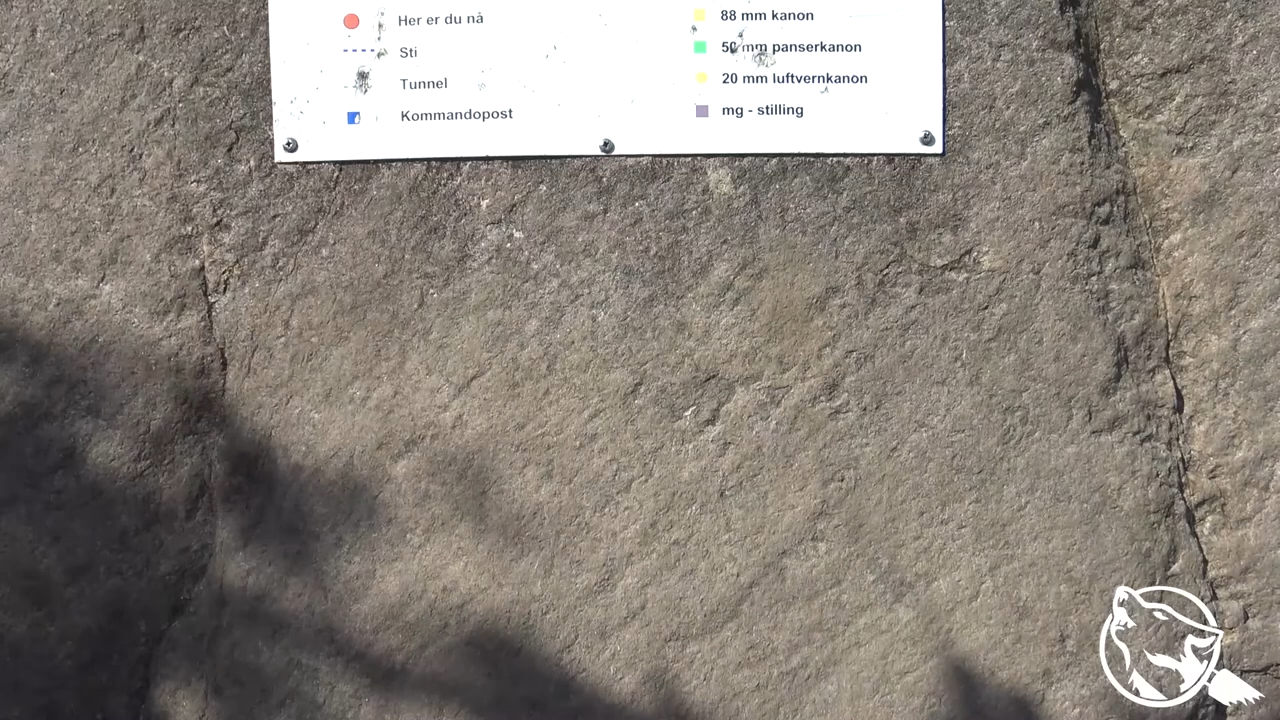 Her er du nå
Sti
Tunnel
Kommandopost
88 mm kanon
50 mm panserkanon
20 mm luftvernkanon
mg - stilling